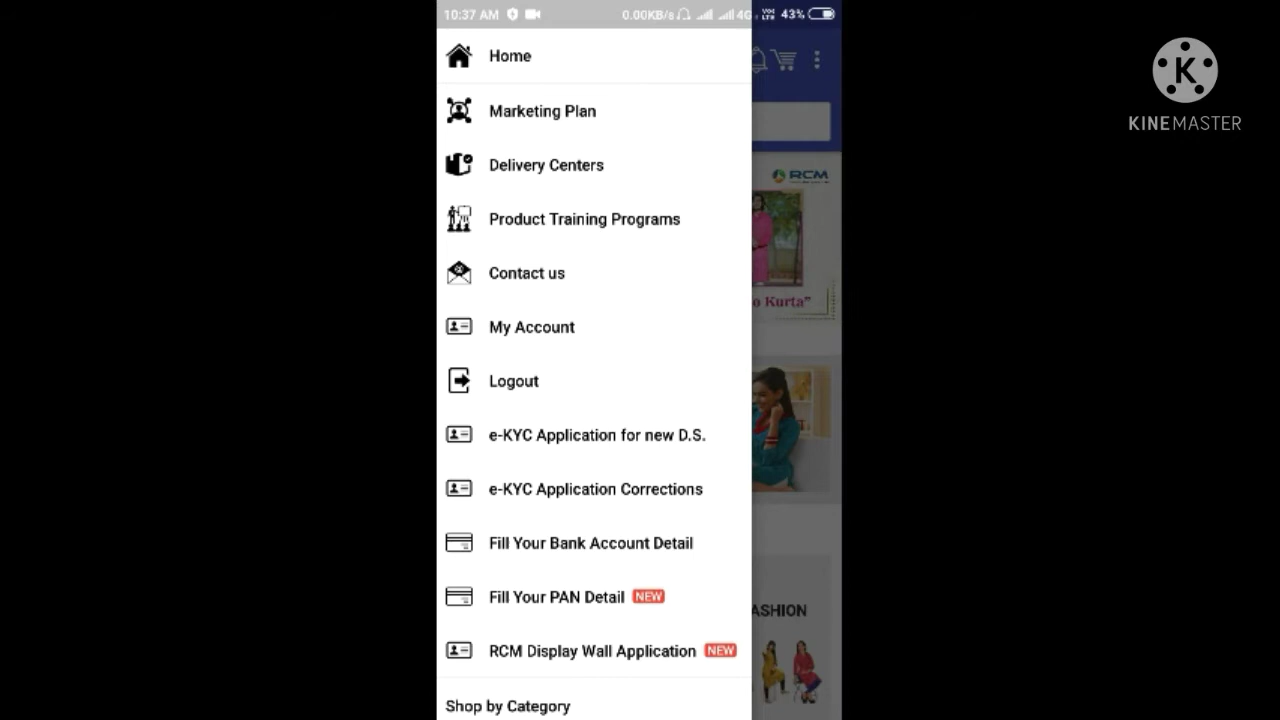 10:37 AM 0.00KB/s 4G VoLTE 43%
Home
Marketing Plan
Delivery Centers
Product Training Programs
Contact us
My Account
Logout
e-KYC Application for new D.S.
e-KYC Application Corrections
Fill Your Bank Account Detail
Fill Your PAN Detail NEW
RCM Display Wall Application NEW
Shop by Category
RCM
o Kurta"
ASHION
K
KINEMASTER